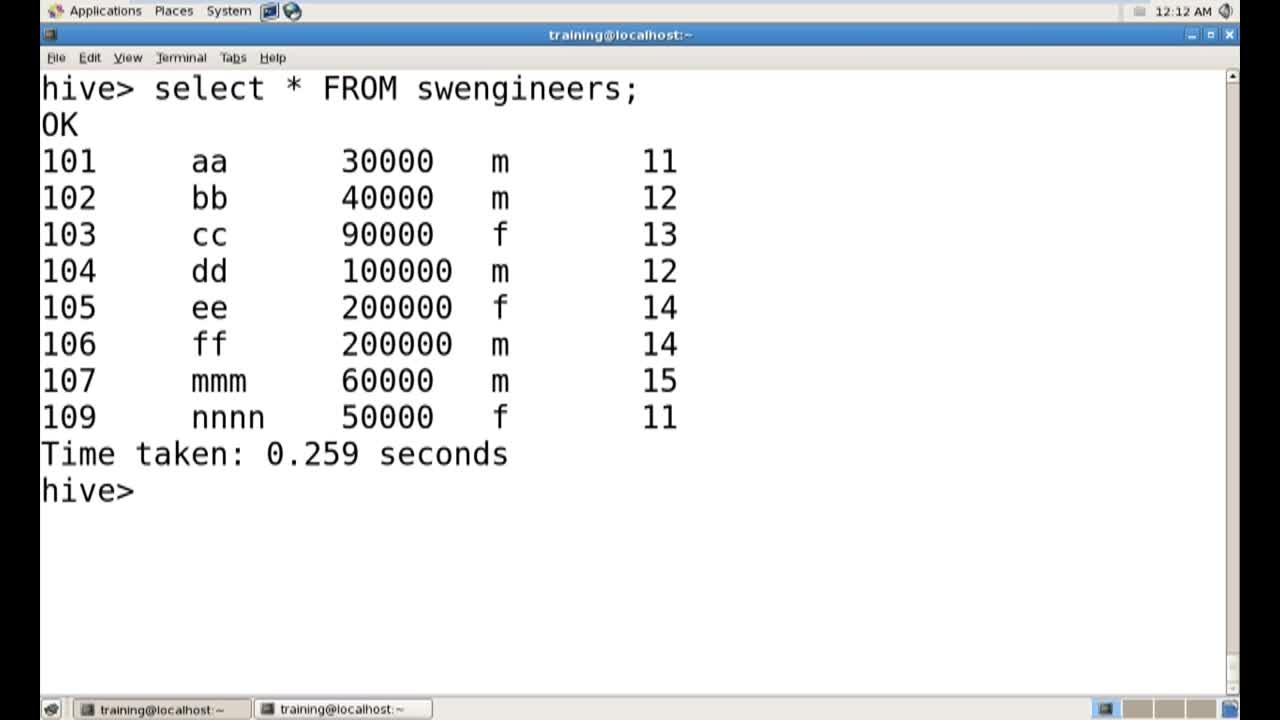 Applications Places System 12:12 AM
training@localhost:~
File Edit View Terminal Tabs Help
hive> select * FROM swengineers;
OK
101 aa 30000 m 11
102 bb 40000 m 12
103 cc 90000 f 13
104 dd 100000 m 12
105 ee 200000 f 14
106 ff 200000 m 14
107 mmm 60000 m 15
109 nnnn 50000 f 11
Time taken: 0.259 seconds
hive>
training@localhost:~ training@localhost:~